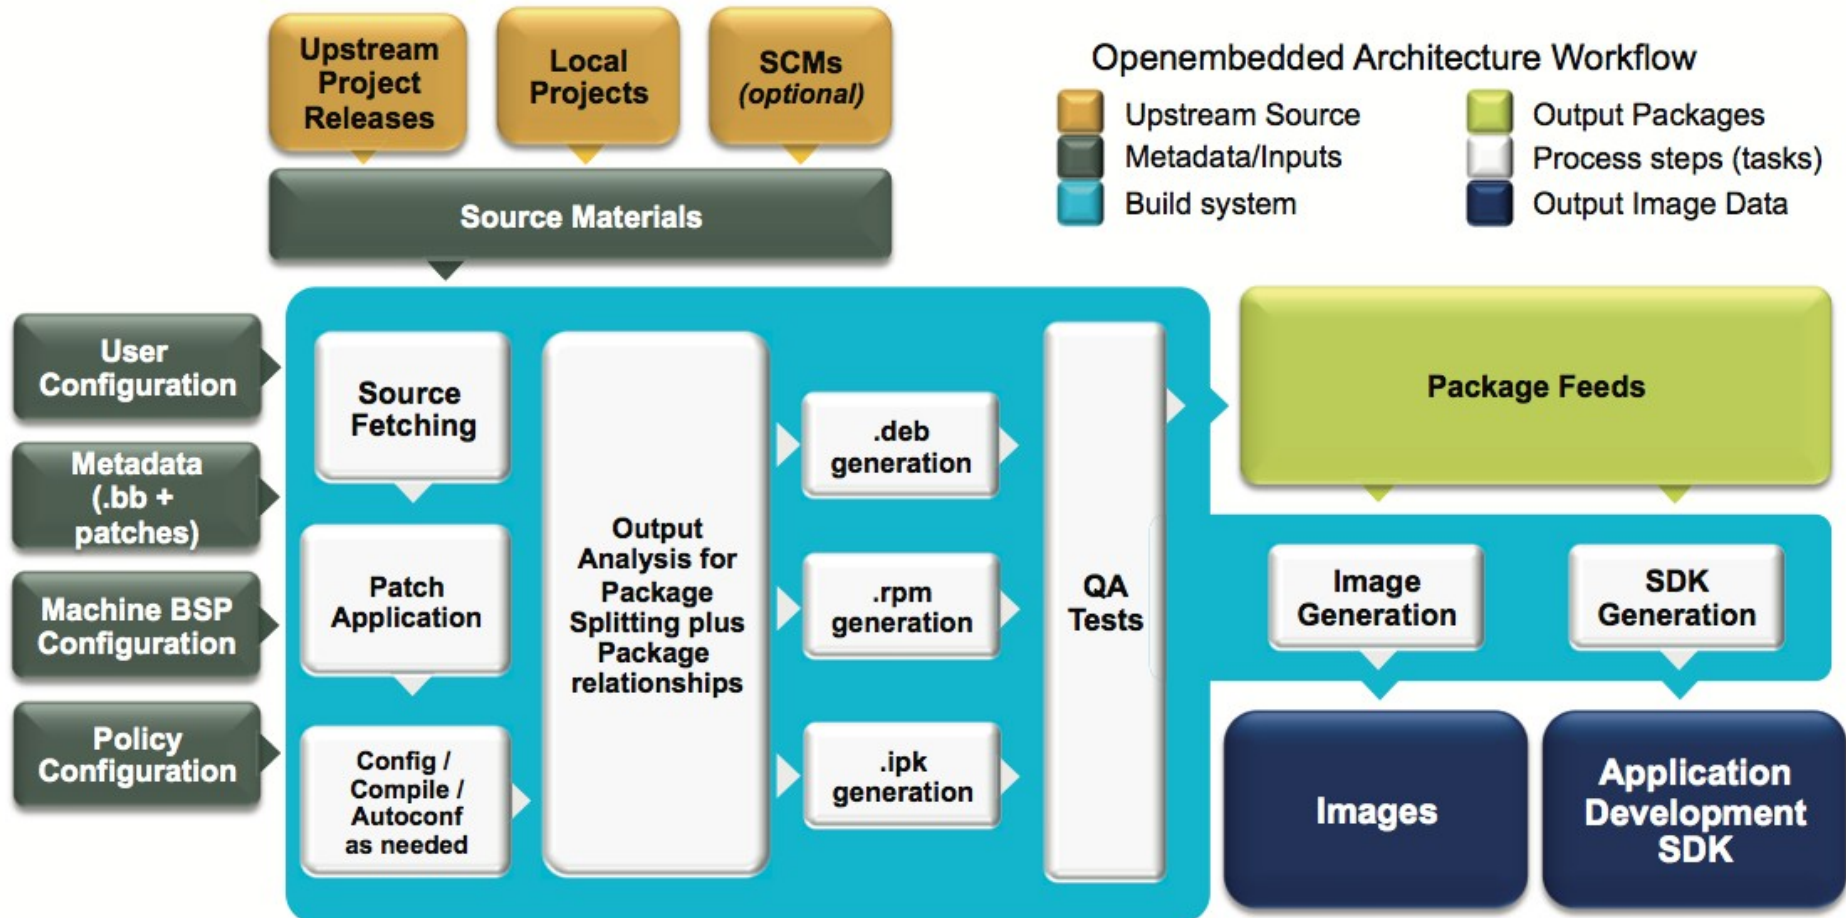 Upstream
Project
Releases
Local
Projects
SCMs
(optional)
Openembedded Architecture Workflow
Upstream Source
Metadata/Inputs
Build system
Output Packages
Process steps (tasks)
Output Image Data
Source Materials
User
Configuration
Metadata
(.bb +
patches)
Machine BSP
Configuration
Policy
Configuration
Source
Fetching
Patch
Application
Config /
Compile /
Autoconf
as needed
Output
Analysis for
Package
Splitting plus
Package
relationships
.deb
generation
.rpm
generation
.ipk
generation
QA
Tests
Package Feeds
Image
Generation
SDK
Generation
Images
Application
Development
SDK